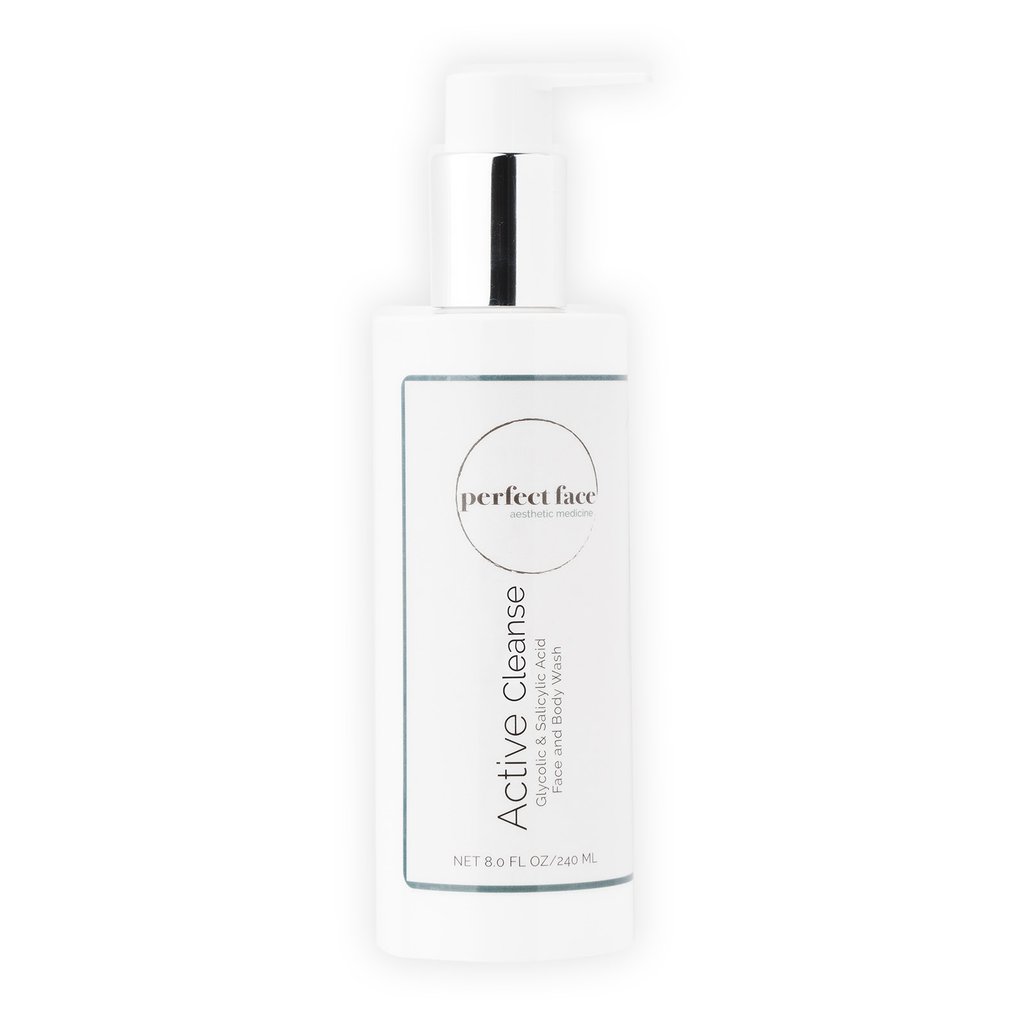 perfect face
aesthetic medicine
Active Cleanse
Glycolic & Salicylic Acid
Face and Body Wash
NET 8.0 FL OZ/240 ML